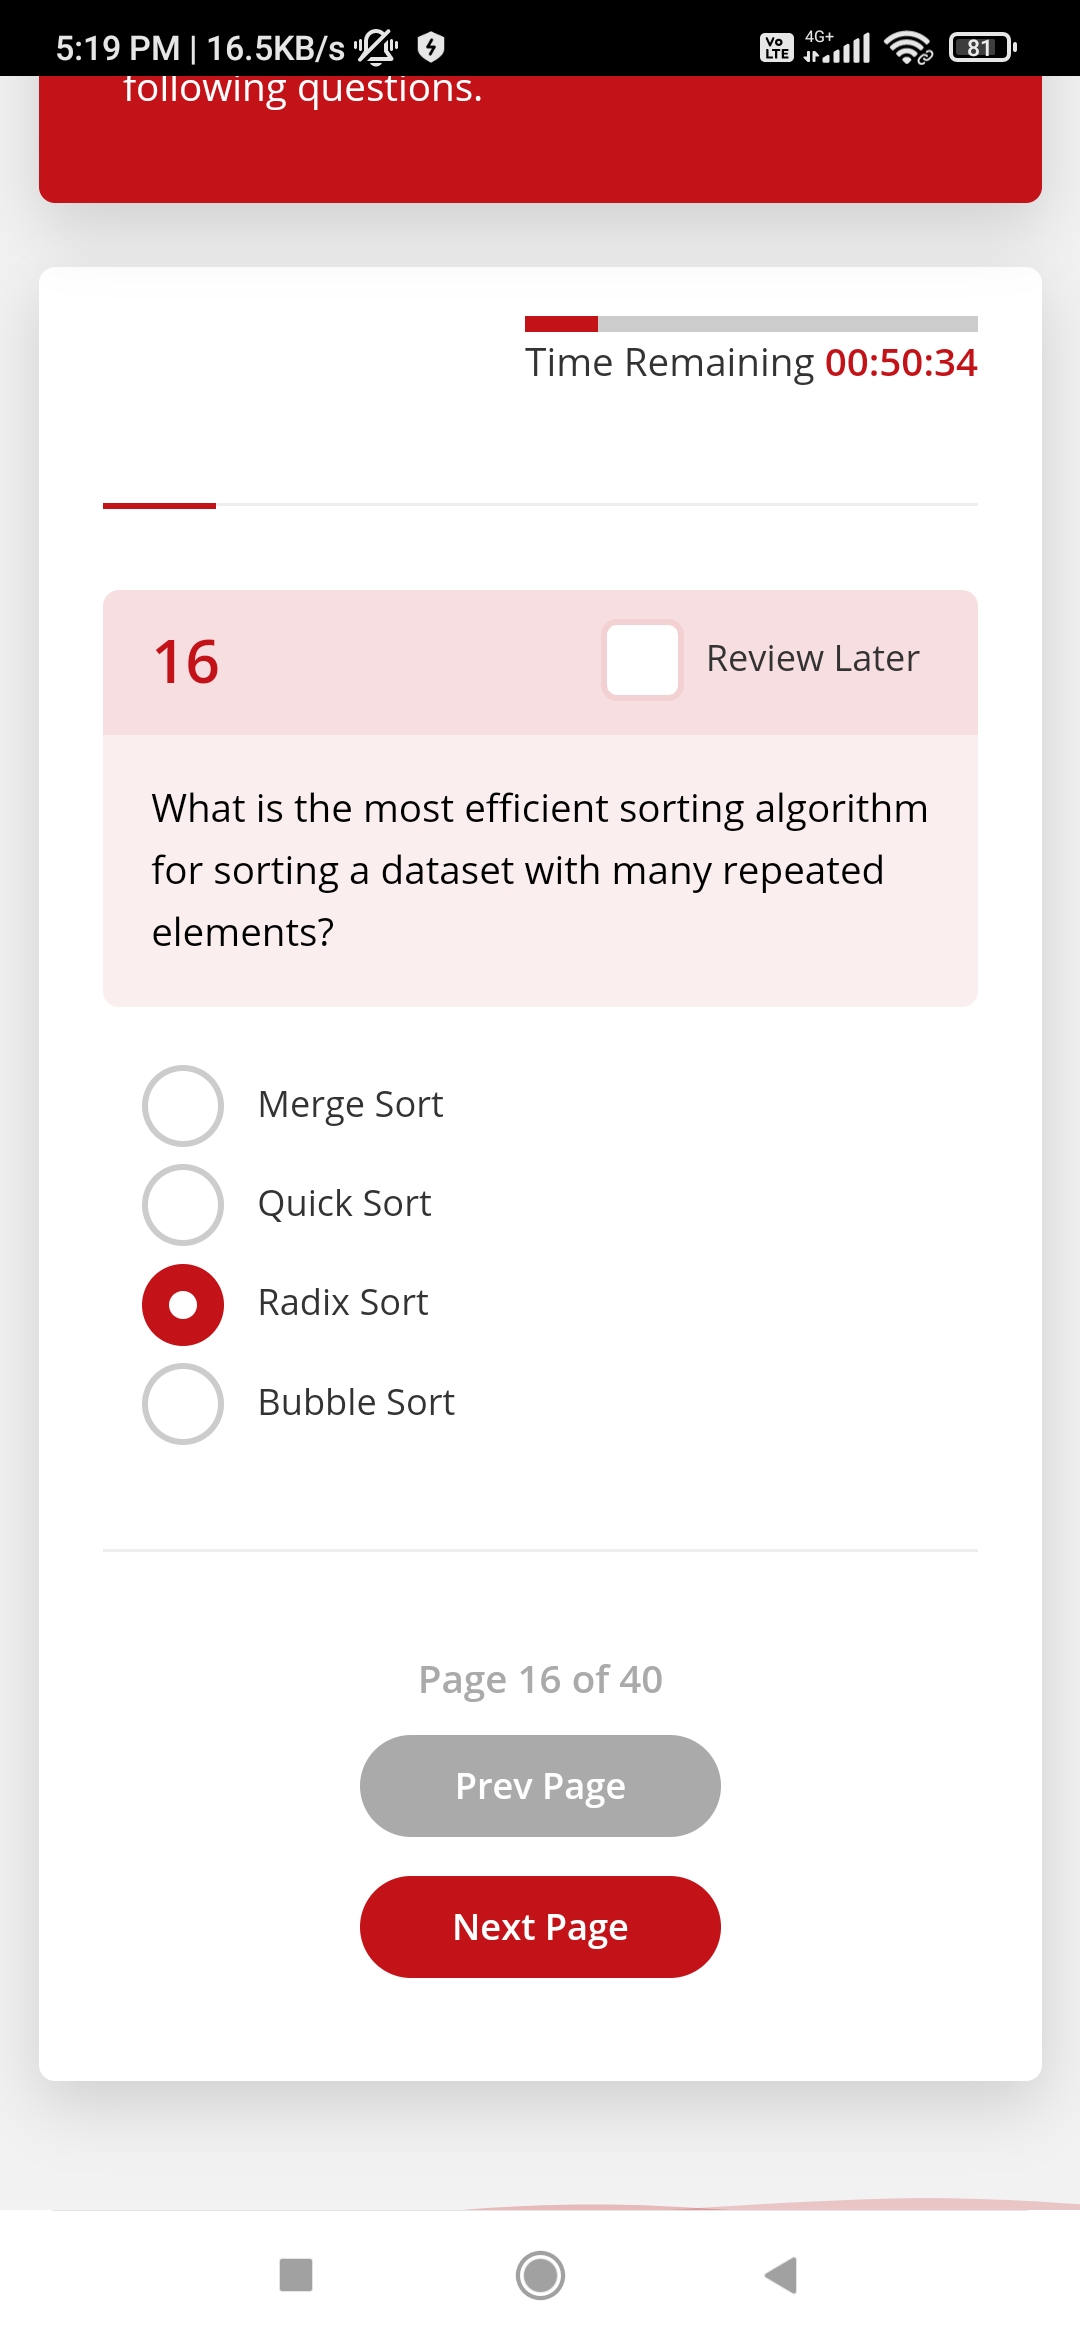 5:19 PM | 16.5KB/s
Vo LTE 4G+ 81
following questions.
Time Remaining 00:50:34
16
Review Later
What is the most efficient sorting algorithm
for sorting a dataset with many repeated
elements?
Merge Sort
Quick Sort
Radix Sort
Bubble Sort
Page 16 of 40
Prev Page
Next Page